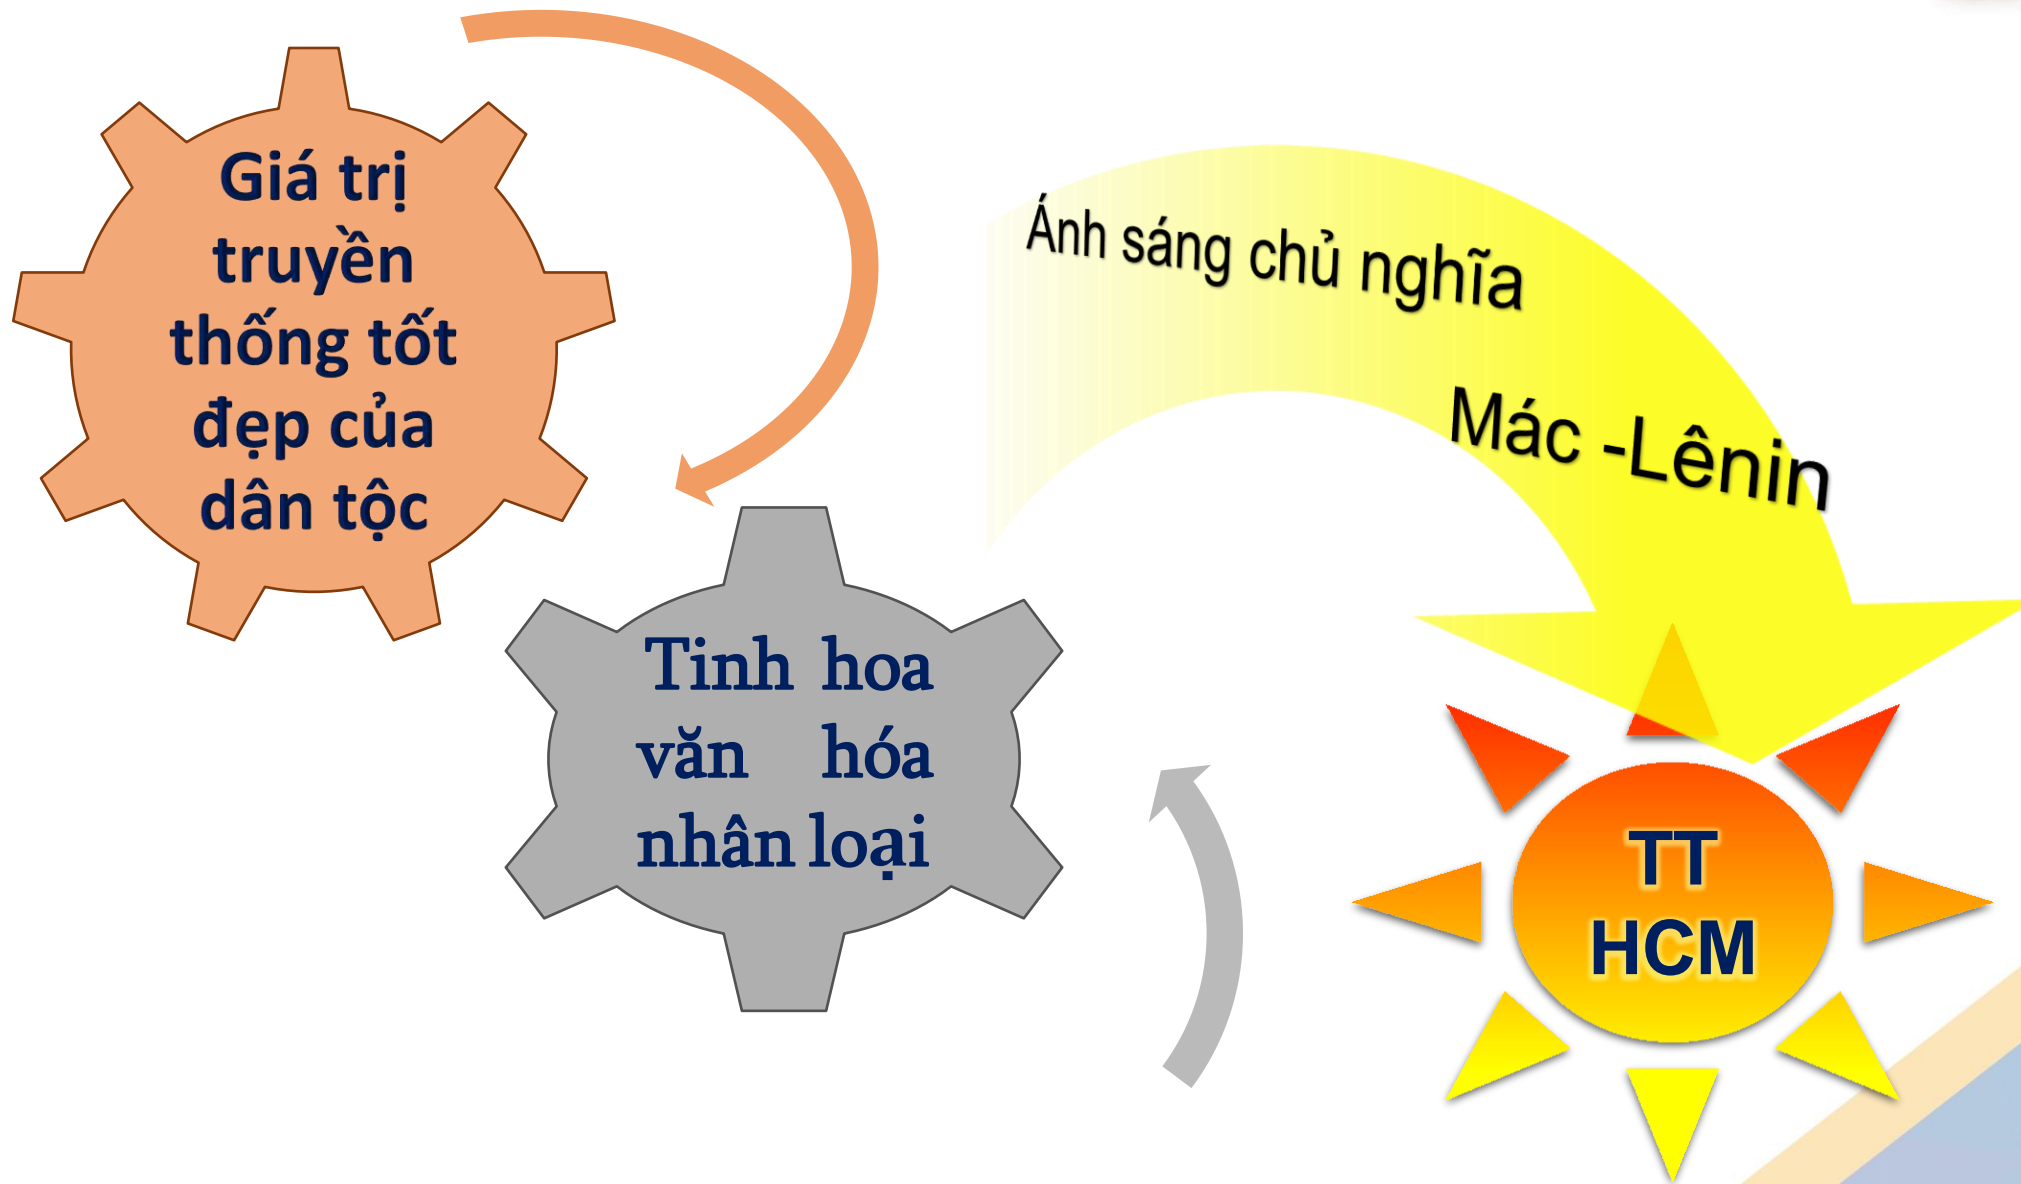 Giá trị
truyền
thống tốt
đẹp của
dân tộc
Ánh sáng chủ nghĩa
Mác -Lênin
Tinh hoa
văn hóa
nhân loại
TT
HCM